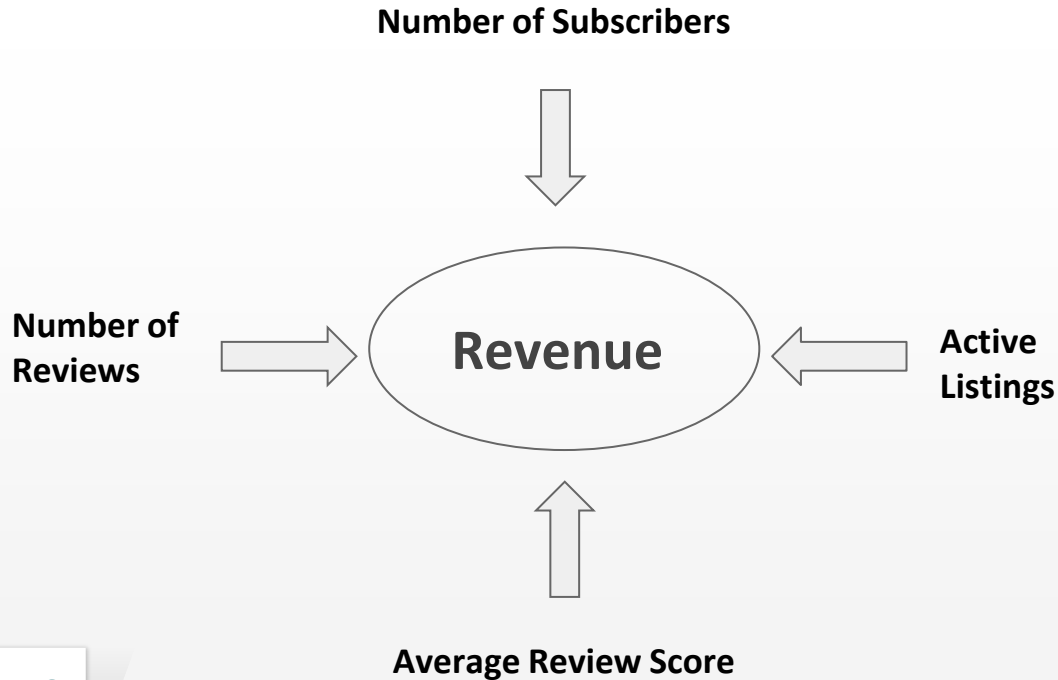 Number of Subscribers
Number of
Reviews
Revenue
Active
Listings
Average Review Score